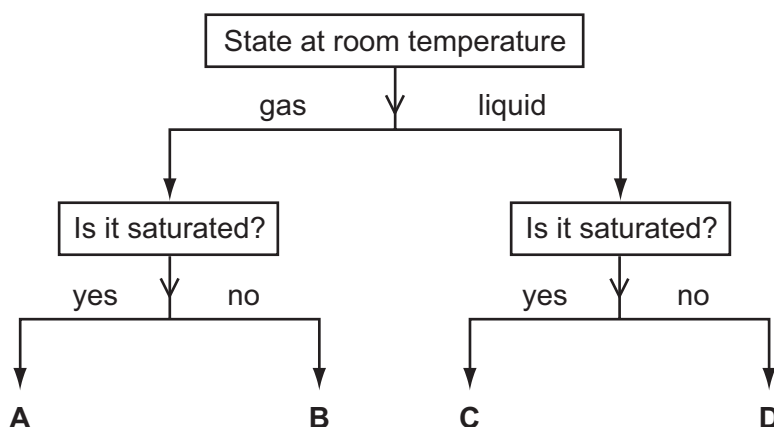 State at room temperature
gas liquid
Is it saturated? Is it saturated?
yes no yes no
A B C D